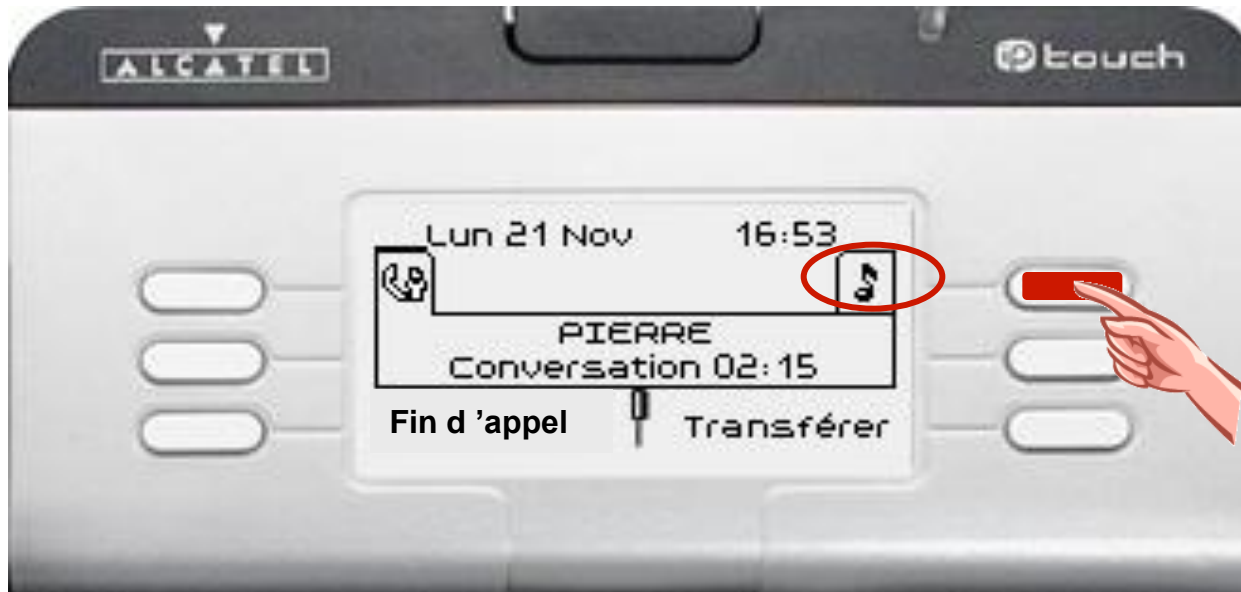 ALCATEL
touch
Lun 21 Nov 16:53
PIERRE
Conversation 02:15
Fin d ’appel
Transférer